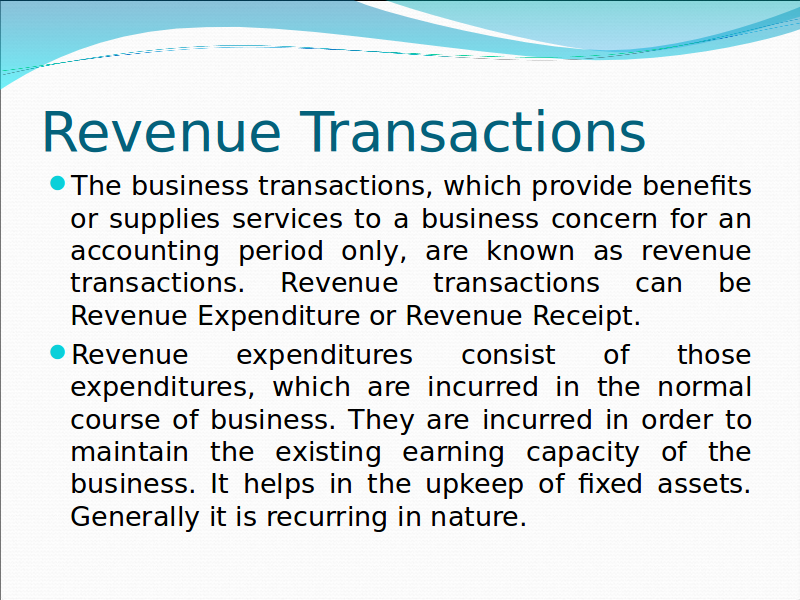 Revenue Transactions
The business transactions, which provide benefits
or supplies services to a business concern for an
accounting period only, are known as revenue
transactions. Revenue transactions can be
Revenue Expenditure or Revenue Receipt.
Revenue expenditures consist of those
expenditures, which are incurred in the normal
course of business. They are incurred in order to
maintain the existing earning capacity of the
business. It helps in the upkeep of fixed assets.
Generally it is recurring in nature.